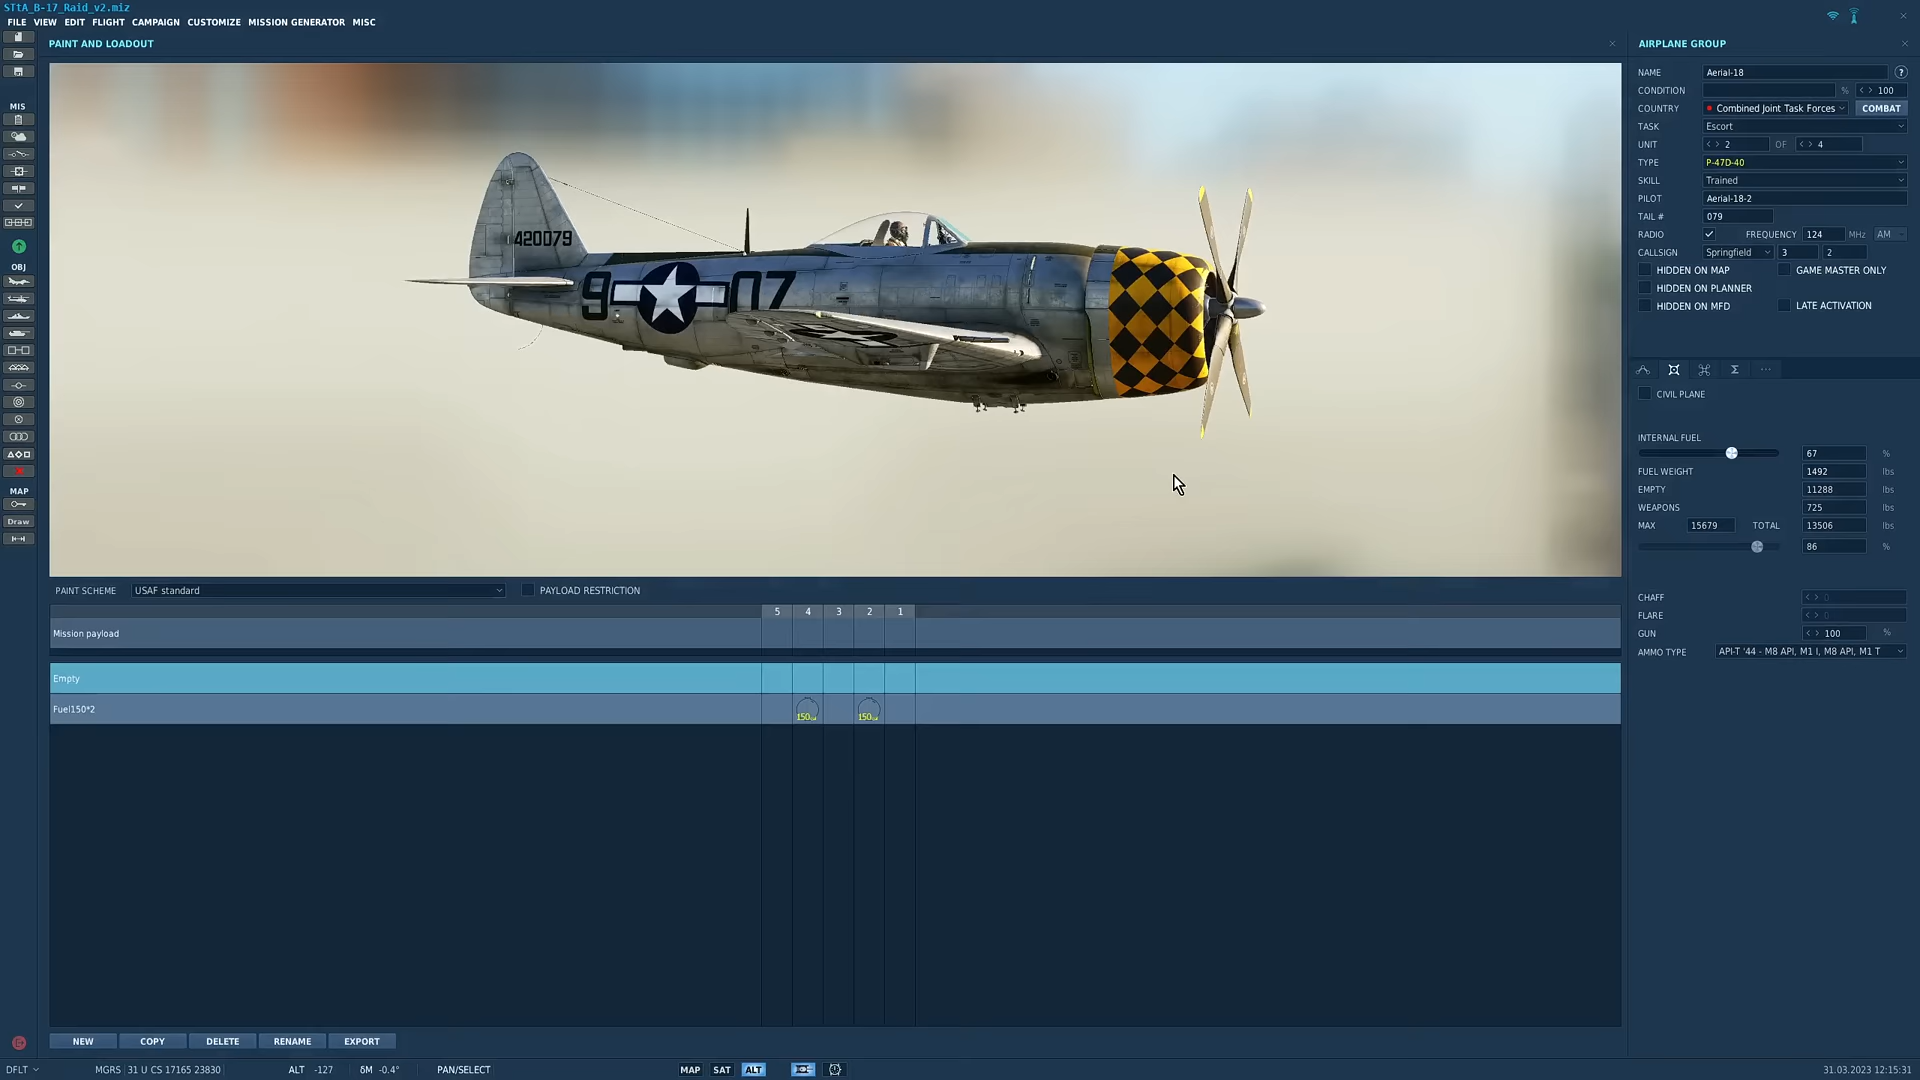 STtA_B-17_Raid_v2.miz
FILE VIEW EDIT FLIGHT CAMPAIGN CUSTOMIZE MISSION GENERATOR MISC
PAINT AND LOADOUT
MIS
OBJ
MAP
Draw
420079
9 07
PAINT SCHEME USAF standard PAYLOAD RESTRICTION
5 4 3 2 1
Mission payload
Empty
Fuel150*2 150 150
NEW COPY DELETE RENAME EXPORT
AIRPLANE GROUP
NAME Aerial-18 ?
CONDITION % < > 100
COUNTRY Combined Joint Task Forces COMBAT
TASK Escort
UNIT < > 2 OF < > 4
TYPE P-47D-40
SKILL Trained
PILOT Aerial-18-2
TAIL # 079
RADIO FREQUENCY 124 MHz AM
CALLSIGN Springfield 3 2
HIDDEN ON MAP GAME MASTER ONLY
HIDDEN ON PLANNER
HIDDEN ON MFD LATE ACTIVATION
Σ ...
CIVIL PLANE
INTERNAL FUEL
67 %
FUEL WEIGHT 1492 lbs
EMPTY 11288 lbs
WEAPONS 725 lbs
MAX 15679 TOTAL 13506 lbs
86 %
CHAFF < > 0
FLARE < > 0
GUN < > 100 %
AMMO TYPE API-T '44 - M8 API, M1 I, M8 API, M1 T
DFLT MGRS 31 U CS 17165 23830 ALT -127 δM -0.4° PAN/SELECT MAP SAT ALT 31.03.2023 12:15:31